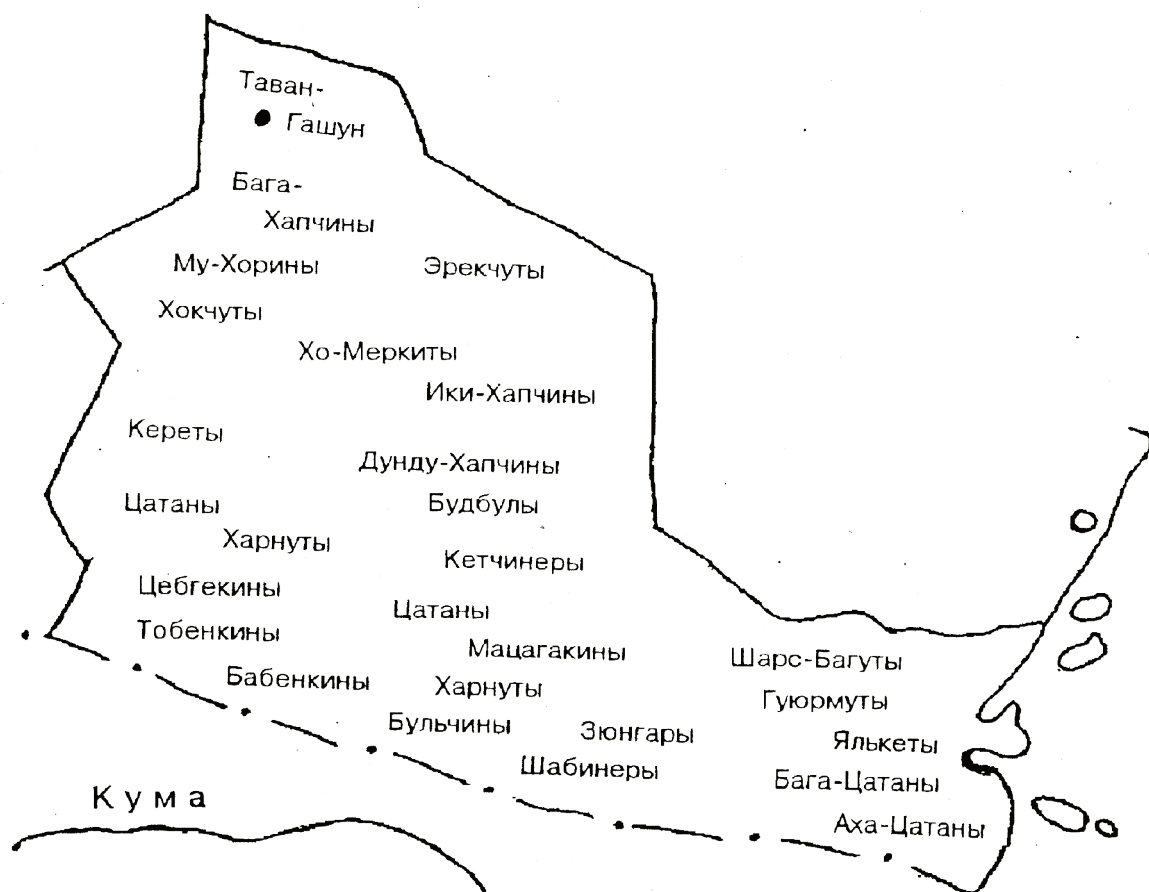 Таван-
Гашун
Бага-
Хапчины
Му-Хорины
Эрекчуты
Хокчуты
Хо-Меркиты
Ики-Хапчины
Кереты
Дунду-Хапчины
Цатаны
Будбулы
Харнуты
Кетчинеры
Цебгекины
Цатаны
Тобенкины
Мацагакины
Шарс-Багуты
Бабенкины
Харнуты
Гуюрмуты
Бульчины
Зюнгары
Ялькеты
Шабинеры
Бага-Цатаны
Кума
Аха-Цатаны